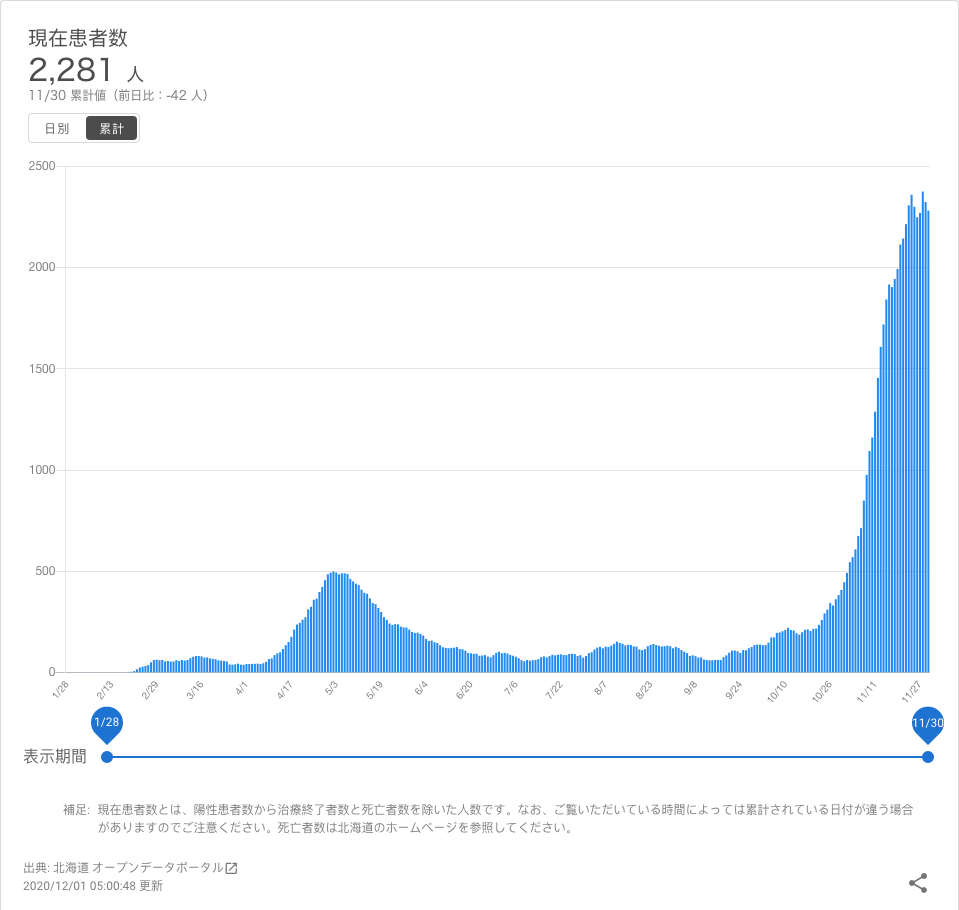 現在患者数
2,281 人
11/30 累計値（前日比：-42 人）
日別 累計
2500
2000
1500
1000
500
0
1/28 2/13 2/29 3/16 4/1 4/17 5/3 5/19 6/4 6/20 7/6 7/22 8/7 8/23 9/8 9/24 10/10 10/26 11/11 11/27
1/28 11/30
表示期間
補足: 現在患者数とは、陽性患者数から治療終了者数と死亡者数を除いた人数です。なお、ご覧いただいている時間によっては累計されている日付が違う場合
がありますのでご注意ください。死亡者数は北海道のホームページを参照してください。
出典: 北海道 オープンデータポータル
2020/12/01 05:00:48 更新